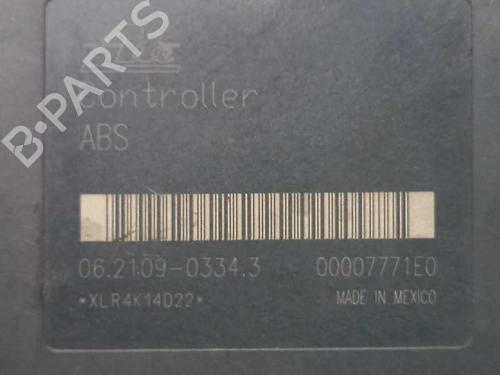 B-PARTS
Controller
ABS
06.2109-0334.3 00007771E0
*XLR4K14D22* MADE IN MEXICO